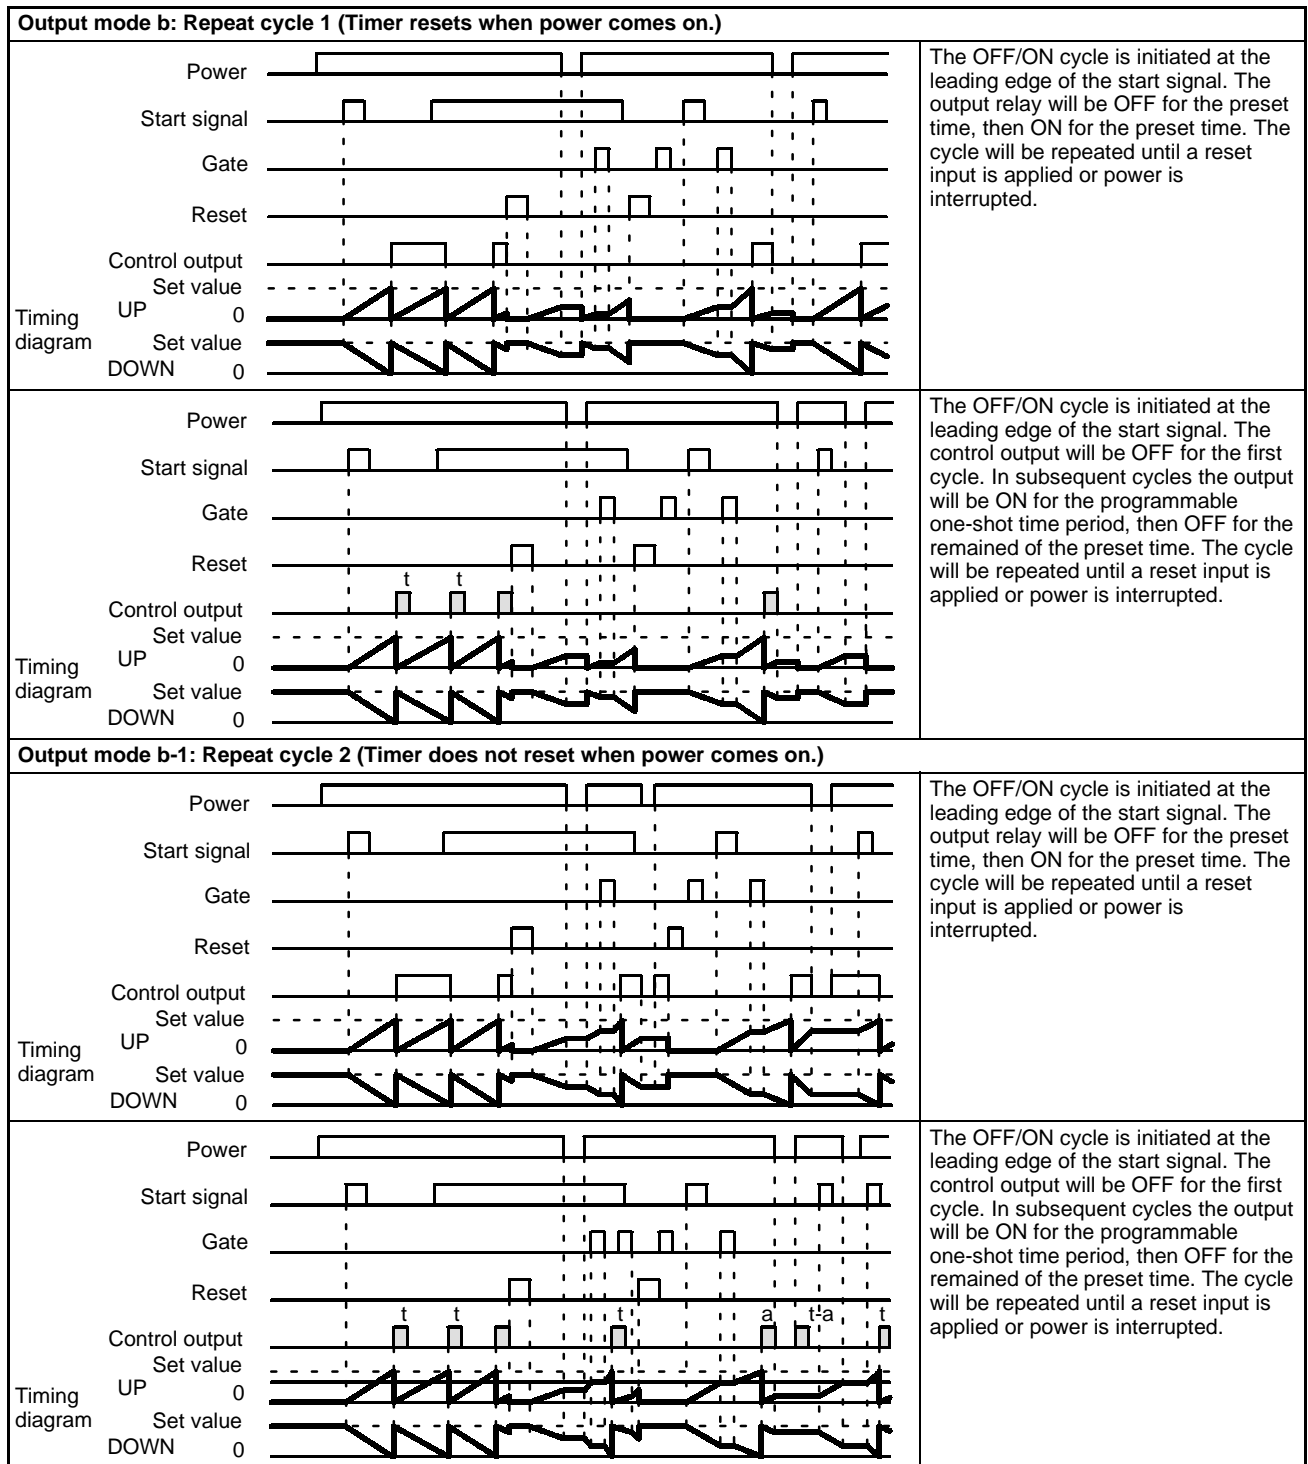 Output mode b: Repeat cycle 1 (Timer resets when power comes on.)
Power
Start signal
Gate
Reset
Control output
Set value
UP
0
Timing
diagram
Set value
DOWN
0
The OFF/ON cycle is initiated at the
leading edge of the start signal. The
output relay will be OFF for the preset
time, then ON for the preset time. The
cycle will be repeated until a reset
input is applied or power is
interrupted.
Power
Start signal
Gate
Reset
t t
Control output
Set value
UP
0
Timing
diagram
Set value
DOWN
0
The OFF/ON cycle is initiated at the
leading edge of the start signal. The
control output will be OFF for the first
cycle. In subsequent cycles the output
will be ON for the programmable
one-shot time period, then OFF for the
remained of the preset time. The cycle
will be repeated until a reset input is
applied or power is interrupted.
Output mode b-1: Repeat cycle 2 (Timer does not reset when power comes on.)
Power
Start signal
Gate
Reset
Control output
Set value
UP
0
Timing
diagram
Set value
DOWN
0
The OFF/ON cycle is initiated at the
leading edge of the start signal. The
output relay will be OFF for the preset
time, then ON for the preset time. The
cycle will be repeated until a reset
input is applied or power is
interrupted.
Power
Start signal
Gate
Reset
t t t a t-a t
Control output
Set value
UP
0
Timing
diagram
Set value
DOWN
0
The OFF/ON cycle is initiated at the
leading edge of the start signal. The
control output will be OFF for the first
cycle. In subsequent cycles the output
will be ON for the programmable
one-shot time period, then OFF for the
remained of the preset time. The cycle
will be repeated until a reset input is
applied or power is interrupted.